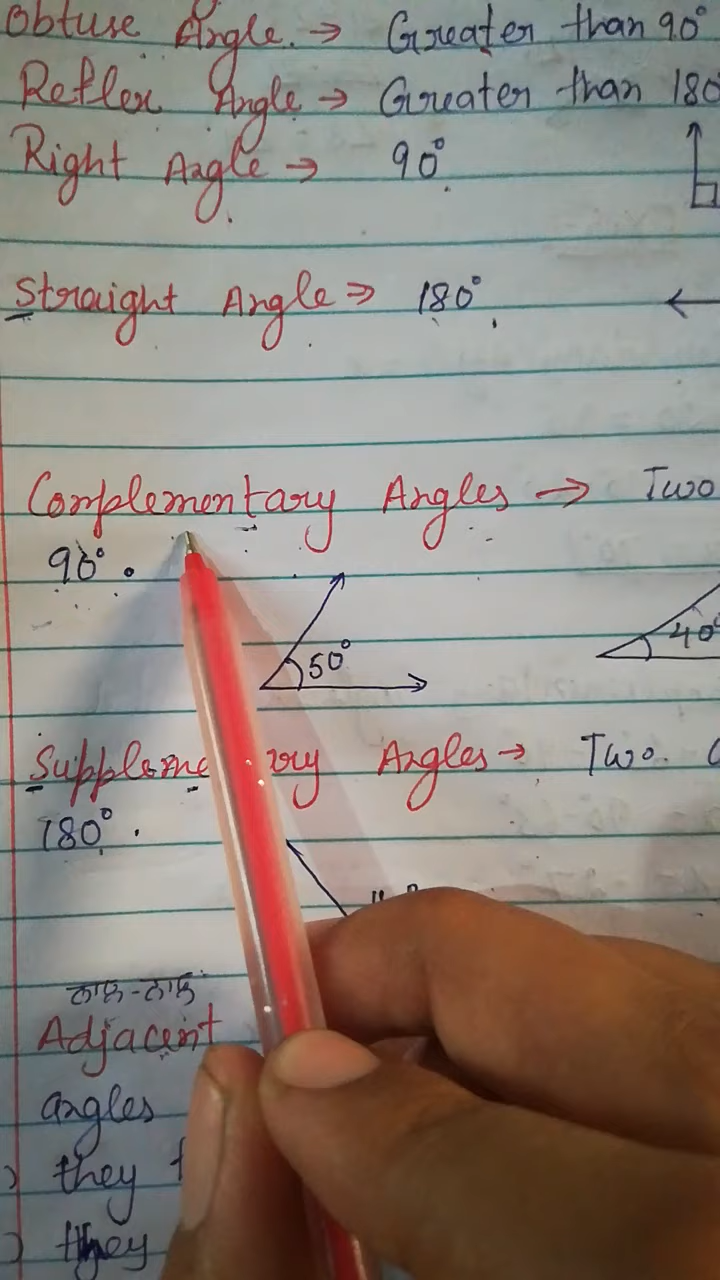 Obtuse Angle. → Greater than 90°
Reflex Angle → Greater than 180
Right Angle → 90°
Straight Angle ⇒ 180°
Complementary Angles → Two
90°.
50°
40°
Angles → Two.
180°.
ਨਾਲ-ਨਾਲ
Adjacent
angles
they
they